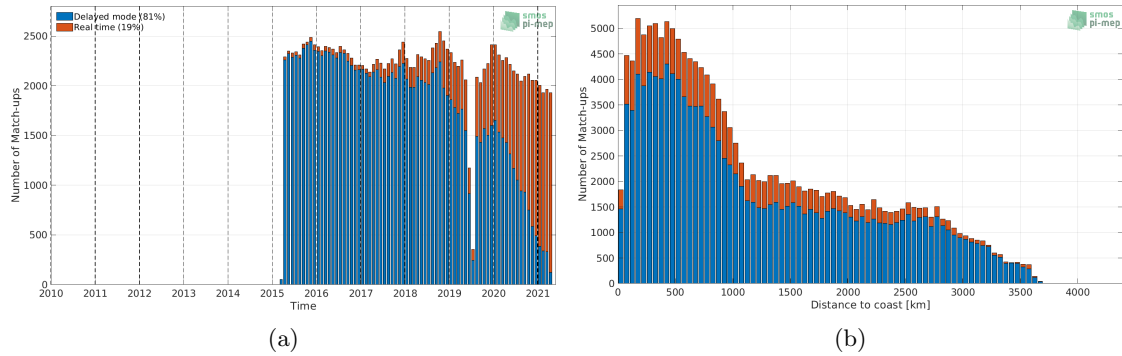 Delayed mode (81%)
Real time (19%)
smos
pi-mep
Number of Match-ups
2500
2000
1500
1000
500
0
2010 2011 2012 2013 2014 2015 2016 2017 2018 2019 2020 2021
Time
(a)
smos
pi-mep
Number of Match-ups
5000
4500
4000
3500
3000
2500
2000
1500
1000
500
0
0 500 1000 1500 2000 2500 3000 3500 4000
Distance to coast [km]
(b)